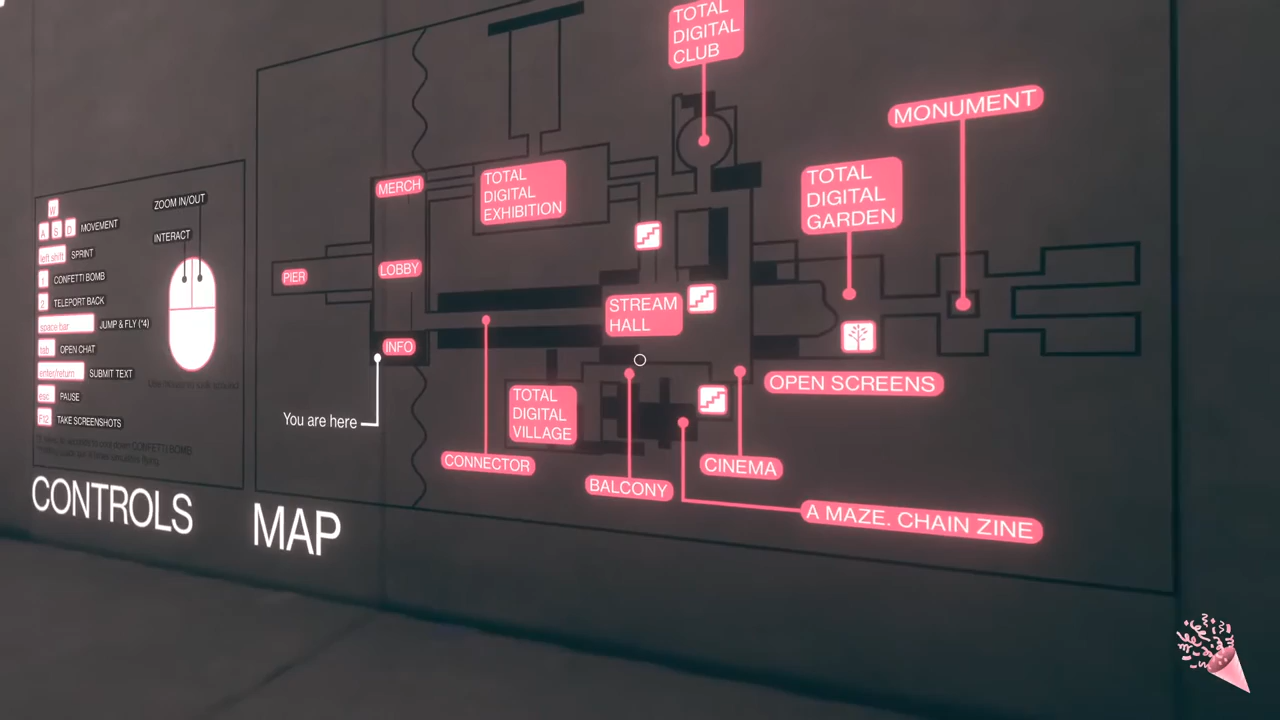 W
A S D MOVEMENT
left shift SPRINT
1 CONFETTI BOMB
2 TELEPORT BACK
space bar JUMP & FLY (*4)
tab OPEN CHAT
enter/return SUBMIT TEXT
esc PAUSE
F12 TAKE SCREENSHOTS
ZOOM IN/OUT
INTERACT
CONTROLS
MAP
TOTAL
DIGITAL
CLUB
MONUMENT
MERCH
TOTAL
DIGITAL
EXHIBITION
TOTAL
DIGITAL
GARDEN
PIER
LOBBY
STREAM
HALL
INFO
You are here
TOTAL
DIGITAL
VILLAGE
OPEN SCREENS
CONNECTOR
BALCONY
CINEMA
A MAZE. CHAIN ZINE